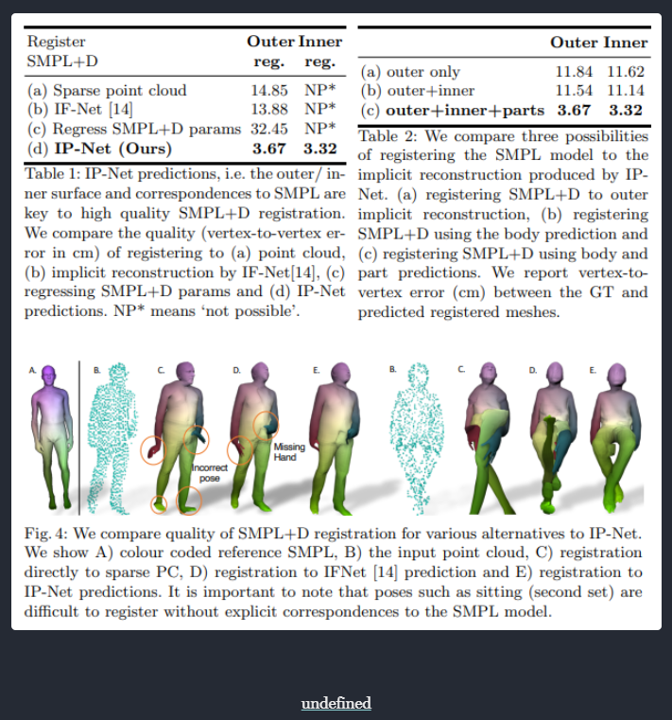 Register Outer Inner
SMPL+D reg. reg.
(a) Sparse point cloud 14.85 NP*
(b) IF-Net [14] 13.88 NP*
(c) Regress SMPL+D params 32.45 NP*
(d) IP-Net (Ours) 3.67 3.32
Table 1: IP-Net predictions, i.e. the outer/ in-
ner surface and correspondences to SMPL are
key to high quality SMPL+D registration.
We compare the quality (vertex-to-vertex er-
ror in cm) of registering to (a) point cloud,
(b) implicit reconstruction by IF-Net[14], (c)
regressing SMPL+D params and (d) IP-Net
predictions. NP* means ‘not possible’.
Outer Inner
(a) outer only 11.84 11.62
(b) outer+inner 11.54 11.14
(c) outer+inner+parts 3.67 3.32
Table 2: We compare three possibilities
of registering the SMPL model to the
implicit reconstruction produced by IP-
Net. (a) registering SMPL+D to outer
implicit reconstruction, (b) registering
SMPL+D using the body prediction and
(c) registering SMPL+D using body and
part predictions. We report vertex-to-
vertex error (cm) between the GT and
predicted registered meshes.
A. B. C. D. E. B. C. D. E.
Missing
Hand
Incorrect
pose
Fig. 4: We compare quality of SMPL+D registration for various alternatives to IP-Net.
We show A) colour coded reference SMPL, B) the input point cloud, C) registration
directly to sparse PC, D) registration to IFNet [14] prediction and E) registration to
IP-Net predictions. It is important to note that poses such as sitting (second set) are
difficult to register without explicit correspondences to the SMPL model.
undefined